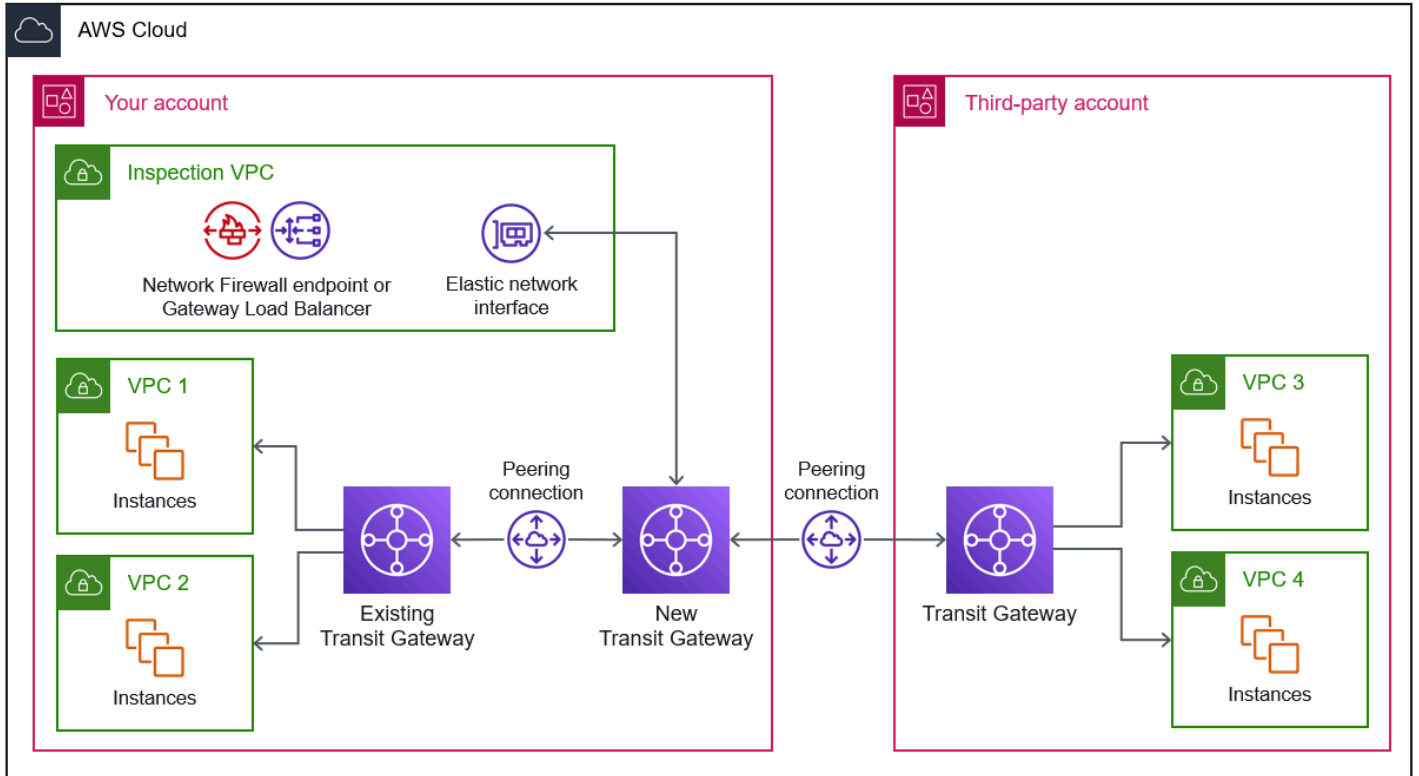 AWS Cloud
Your account
Third-party account
Inspection VPC
Network Firewall endpoint or
Gateway Load Balancer
Elastic network
interface
VPC 1
Instances
VPC 2
Instances
Existing
Transit Gateway
Peering
connection
New
Transit Gateway
Peering
connection
Transit Gateway
VPC 3
Instances
VPC 4
Instances